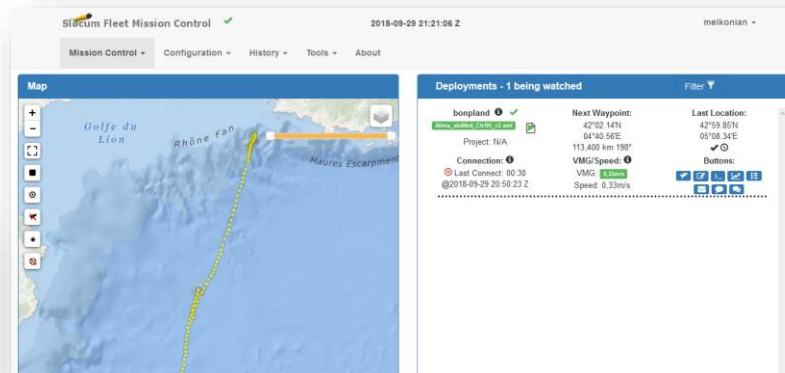 Slocum Fleet Mission Control
2018-09-29 21:21:06 Z
meikonian
Mission Control
Configuration
History
Tools
About
Map
+
−
Golfe du
Lion
Rhône Fan
Maures Escarpment
Deployments - 1 being watched
Filter
bonpland
Project: N/A
Connection:
Last Connect: 00:30
@2018-09-29 20:50:23 Z
Next Waypoint:
42°02.14'N
04°40.56'E
113,400 km 198°
VMG/Speed:
VMG: 0,33m/s
Speed: 0,33m/s
Last Location:
42°59.85'N
05°08.34'E
Buttons: